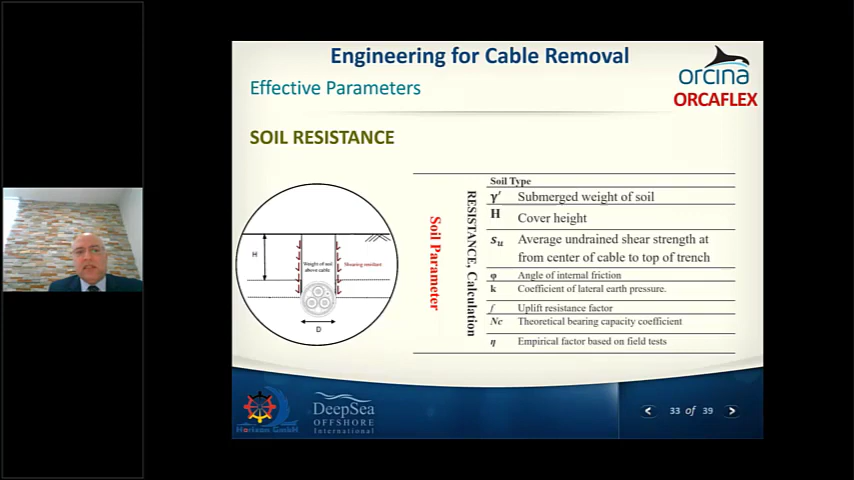 Engineering for Cable Removal
Effective Parameters
orcina
ORCAFLEX
SOIL RESISTANCE
H
Weight of soil
above cable
Shearing resistant
D
Soil Parameter
RESISTANCE, Calculation
Soil Type
γ' Submerged weight of soil
H Cover height
su Average undrained shear strength at
from center of cable to top of trench
φ Angle of internal friction
k Coefficient of lateral earth pressure.
f Uplift resistance factor
Nc Theoretical bearing capacity coefficient
η Empirical factor based on field tests
Horizon GmbH
DeepSea
OFFSHORE
International
33 of 39